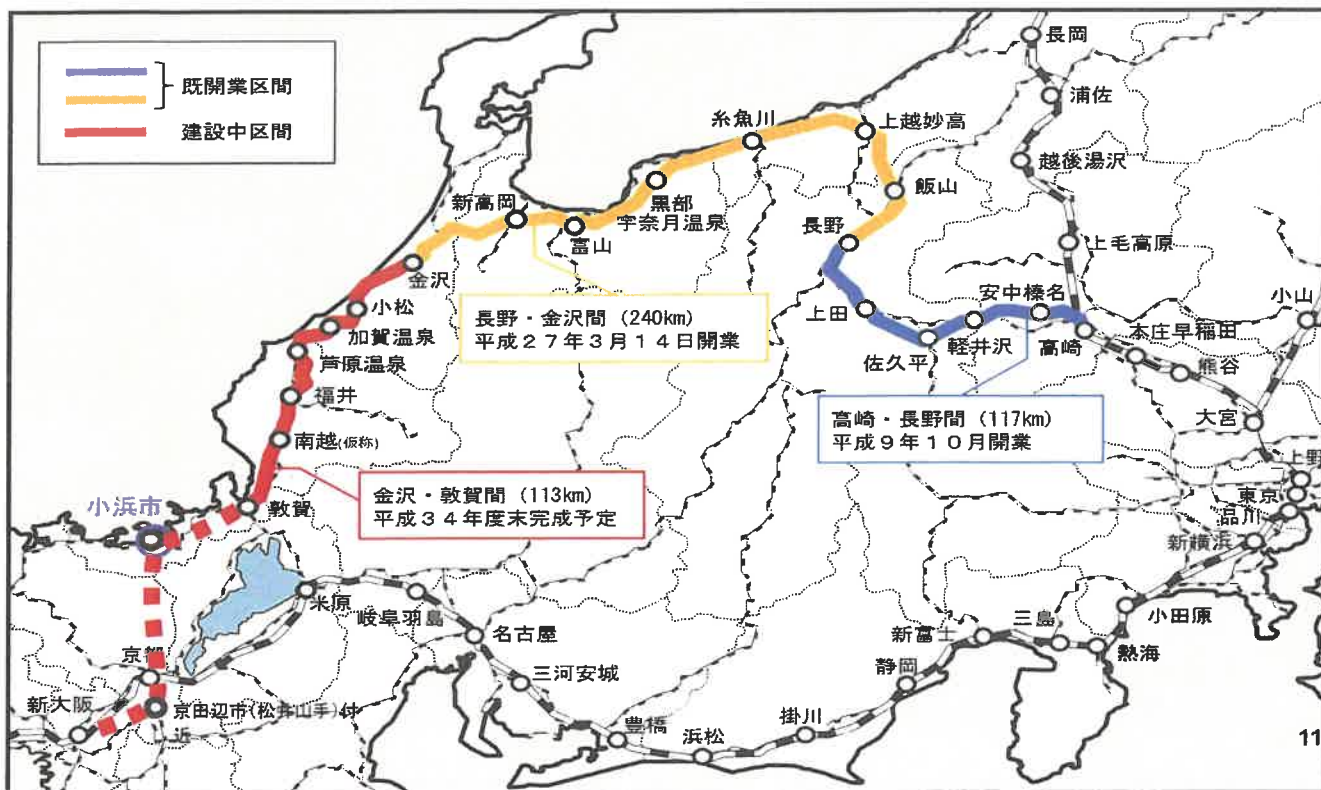 既開業区間
建設中区間
長岡
浦佐
越後湯沢
上毛高原
糸魚川
上越妙高
飯山
長野
黒部
宇奈月温泉
新高岡
富山
金沢
小松
加賀温泉
芦原温泉
福井
南越(仮称)
敦賀
小浜市
上田
佐久平
軽井沢
安中榛名
高崎
本庄早稲田
熊谷
小山
大宮
上野
東京
品川
新横浜
小田原
熱海
三島
新富士
静岡
掛川
浜松
豊橋
三河安城
名古屋
岐阜羽島
米原
京都
新大阪
京田辺市(松井山手)付
近
長野・金沢間 (240km)
平成27年3月14日開業
高崎・長野間 (117km)
平成9年10月開業
金沢・敦賀間 (113km)
平成34年度末完成予定
11